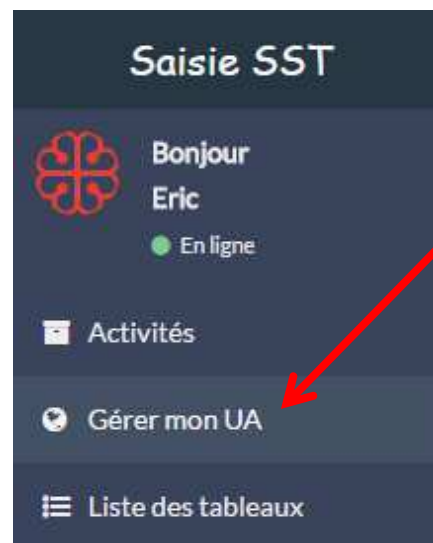 Saisie SST
Bonjour
Eric
En ligne
Activités
Gérer mon UA
Liste des tableaux